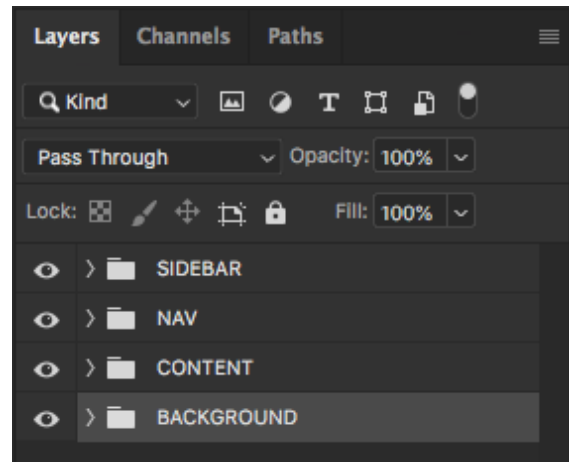 Layers Channels Paths
Kind T
Pass Through Opacity: 100%
Lock: Fill: 100%
SIDEBAR
NAV
CONTENT
BACKGROUND